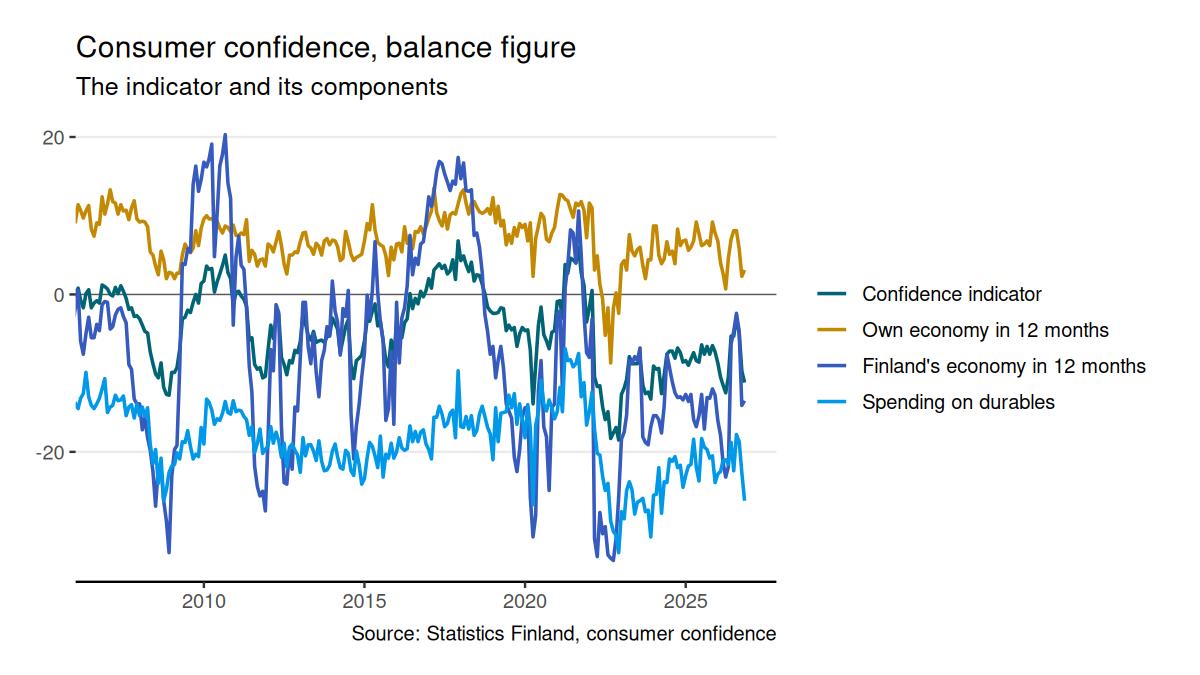 Consumer confidence, balance figure
The indicator and its components
20
0
-20
2010 2015 2020 2025
Confidence indicator
Own economy in 12 months
Finland's economy in 12 months
Spending on durables
Source: Statistics Finland, consumer confidence